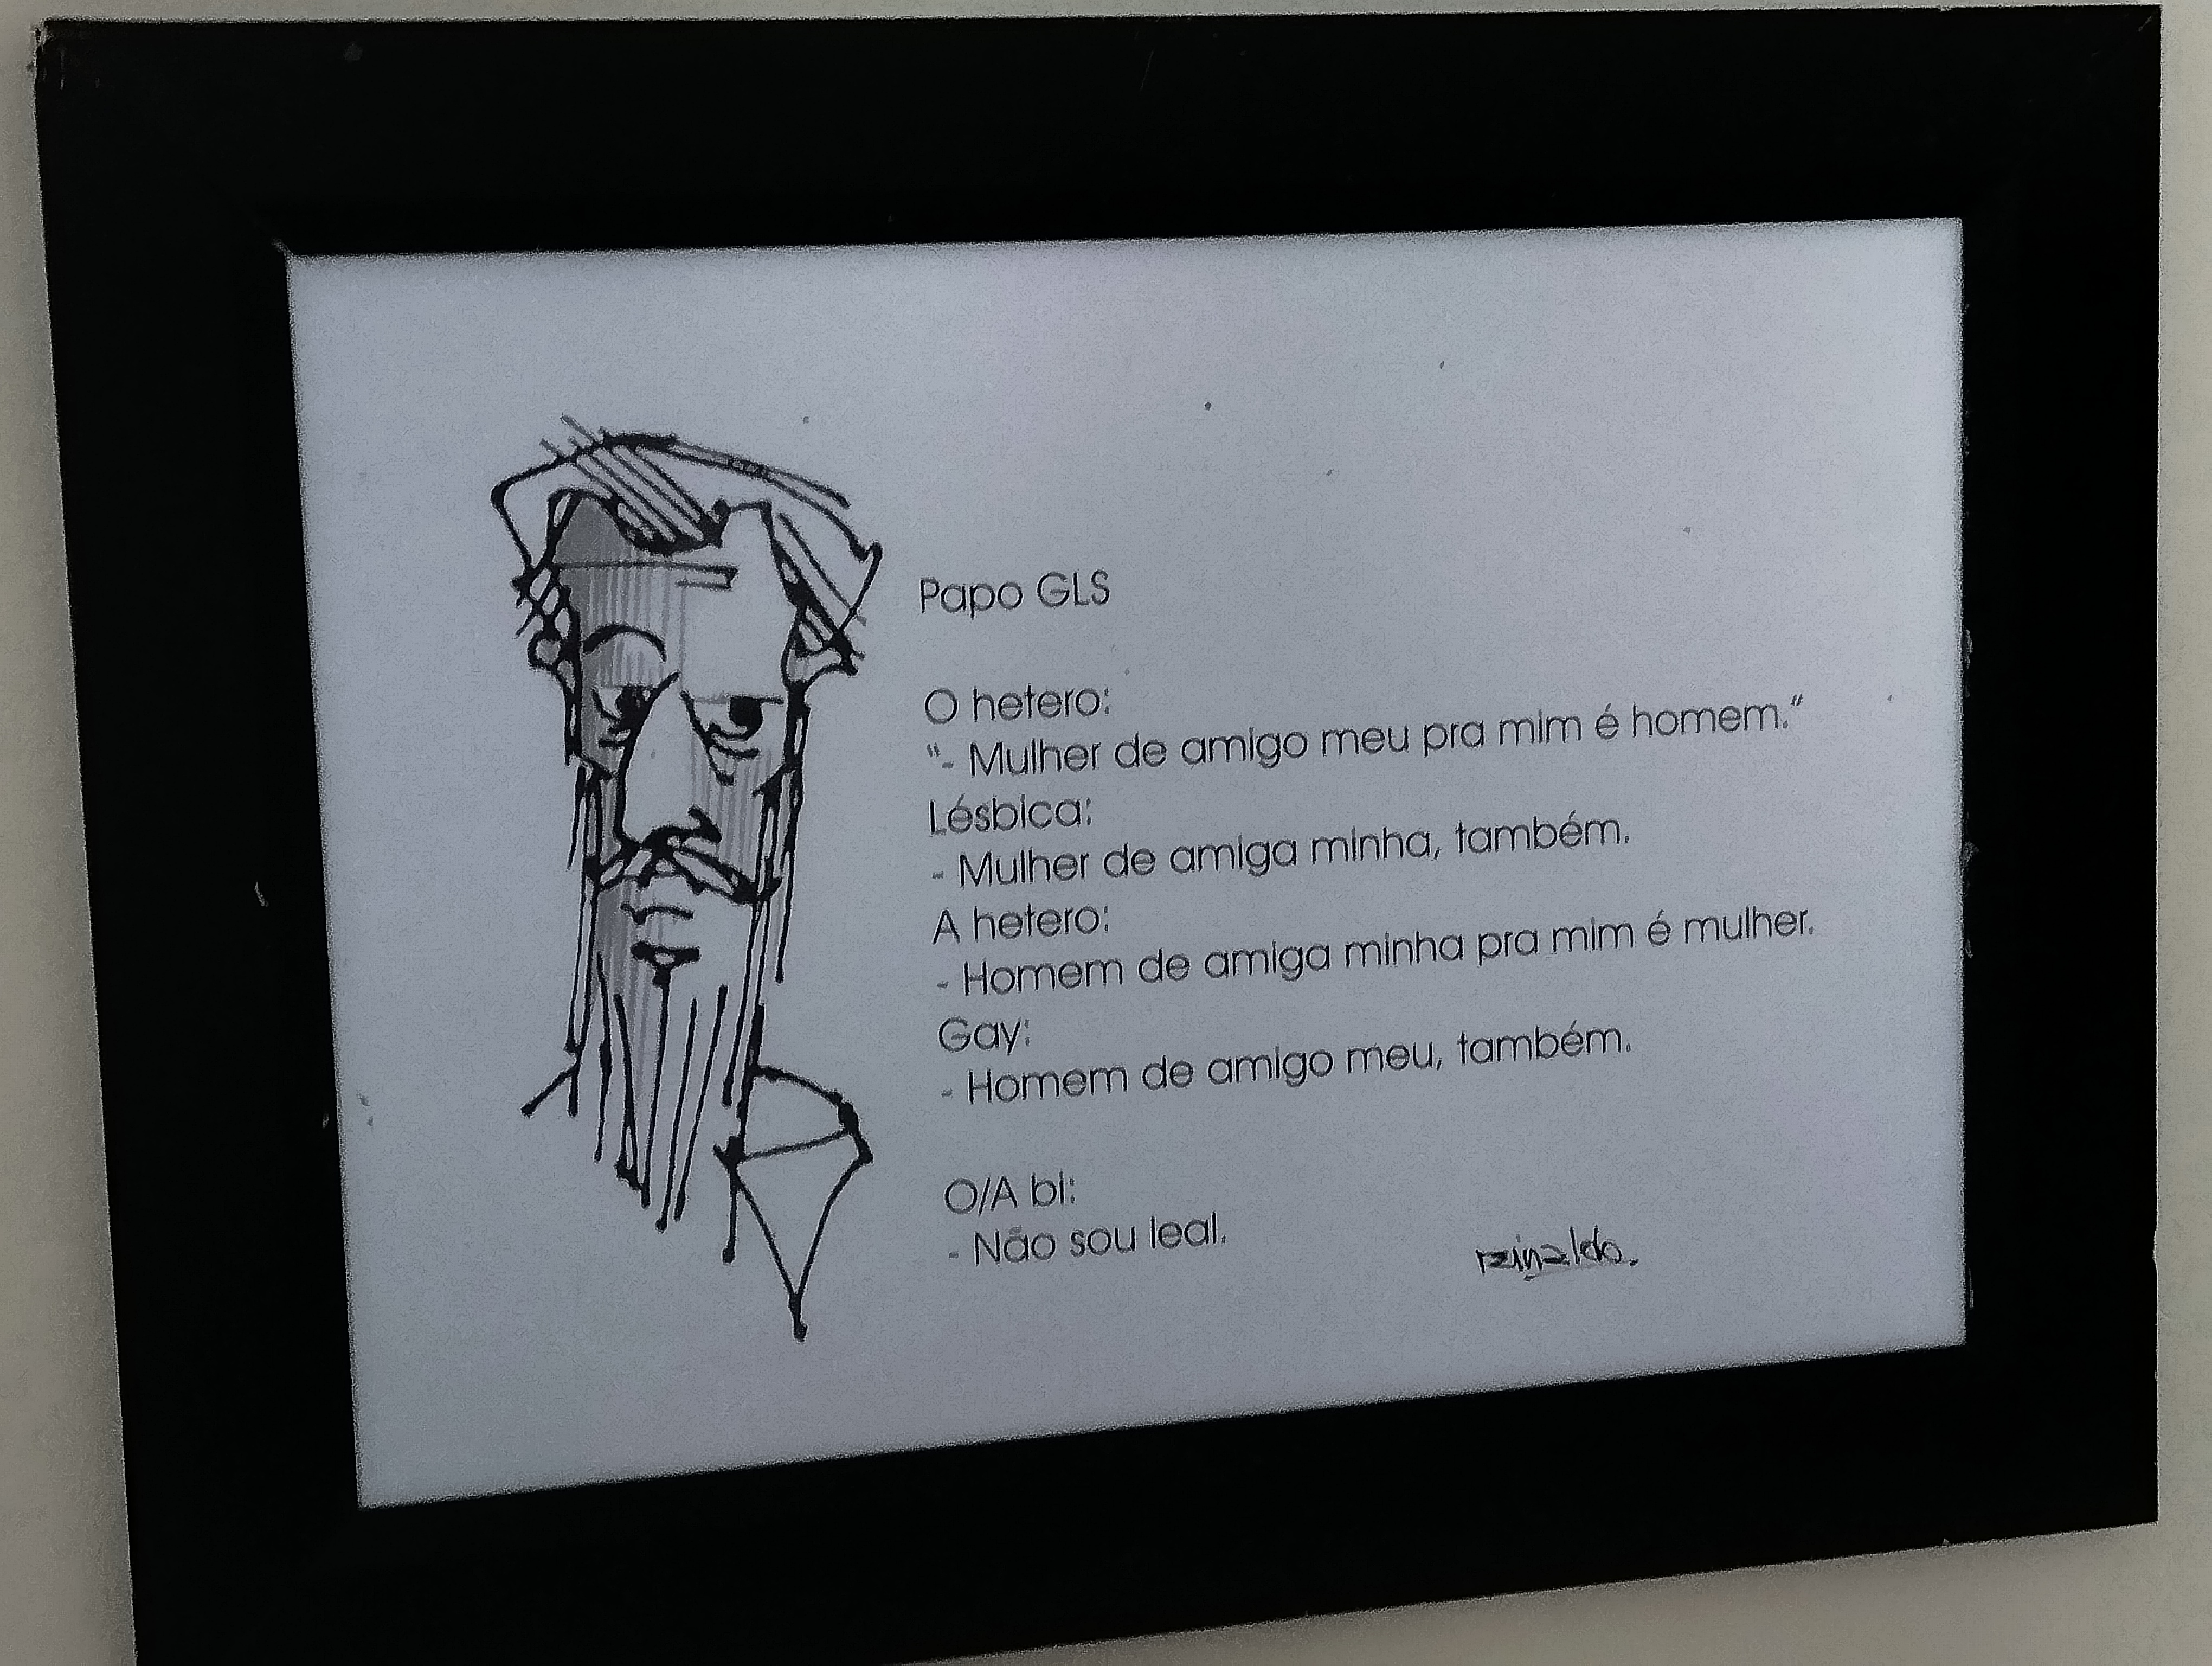 Papo GLS
O hetero:
"- Mulher de amigo meu pra mim é homem."
Lésbica:
- Mulher de amiga minha, também.
A hetero:
- Homem de amiga minha pra mim é mulher.
Gay:
- Homem de amigo meu, também.
O/A bi:
- Não sou leal.
reinaldo.